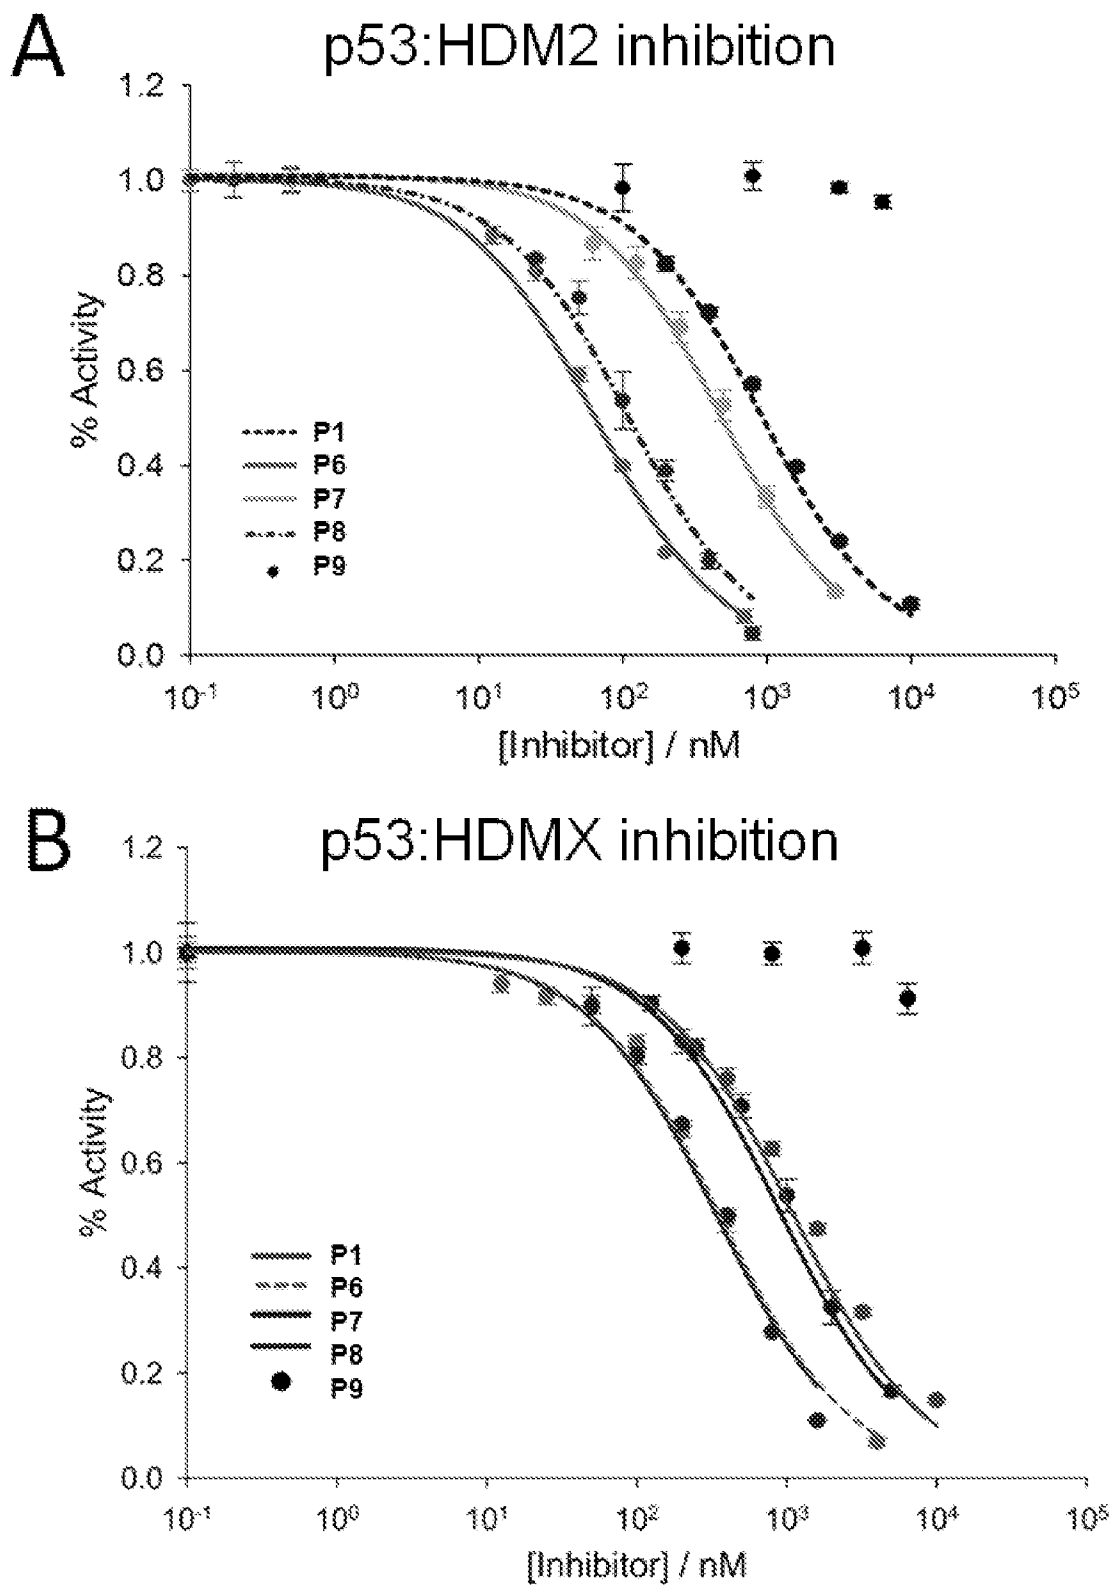 A
p53:HDM2 inhibition
1.2
1.0
0.8
0.6
0.4
0.2
0.0
% Activity
P1
P6
P7
P8
P9
10-1 10⁰ 10¹ 10² 10³ 10⁴ 10⁵
[Inhibitor] / nM
B
p53:HDMX inhibition
1.2
1.0
0.8
0.6
0.4
0.2
0.0
% Activity
P1
P6
P7
P8
P9
10-1 10⁰ 10¹ 10² 10³ 10⁴ 10⁵
[Inhibitor] / nM